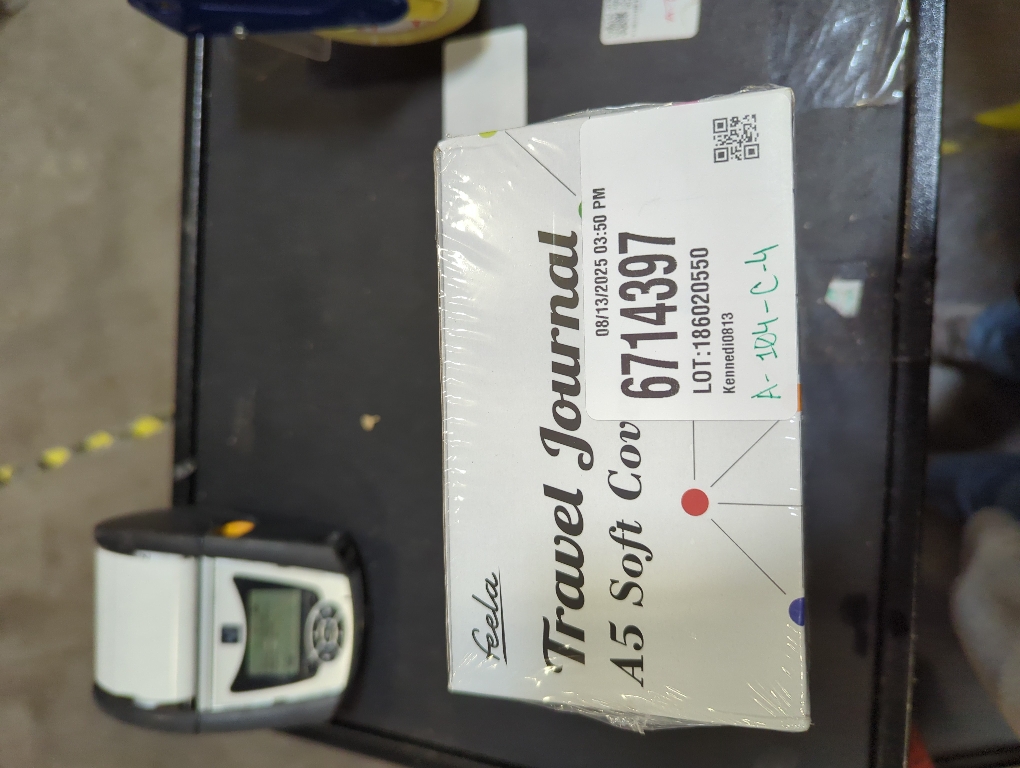 feela
Travel Journal
A5 Soft Cov
08/13/2025 03:50 PM
6714397
LOT:186020550
Kennedi0813
A-104-C-4